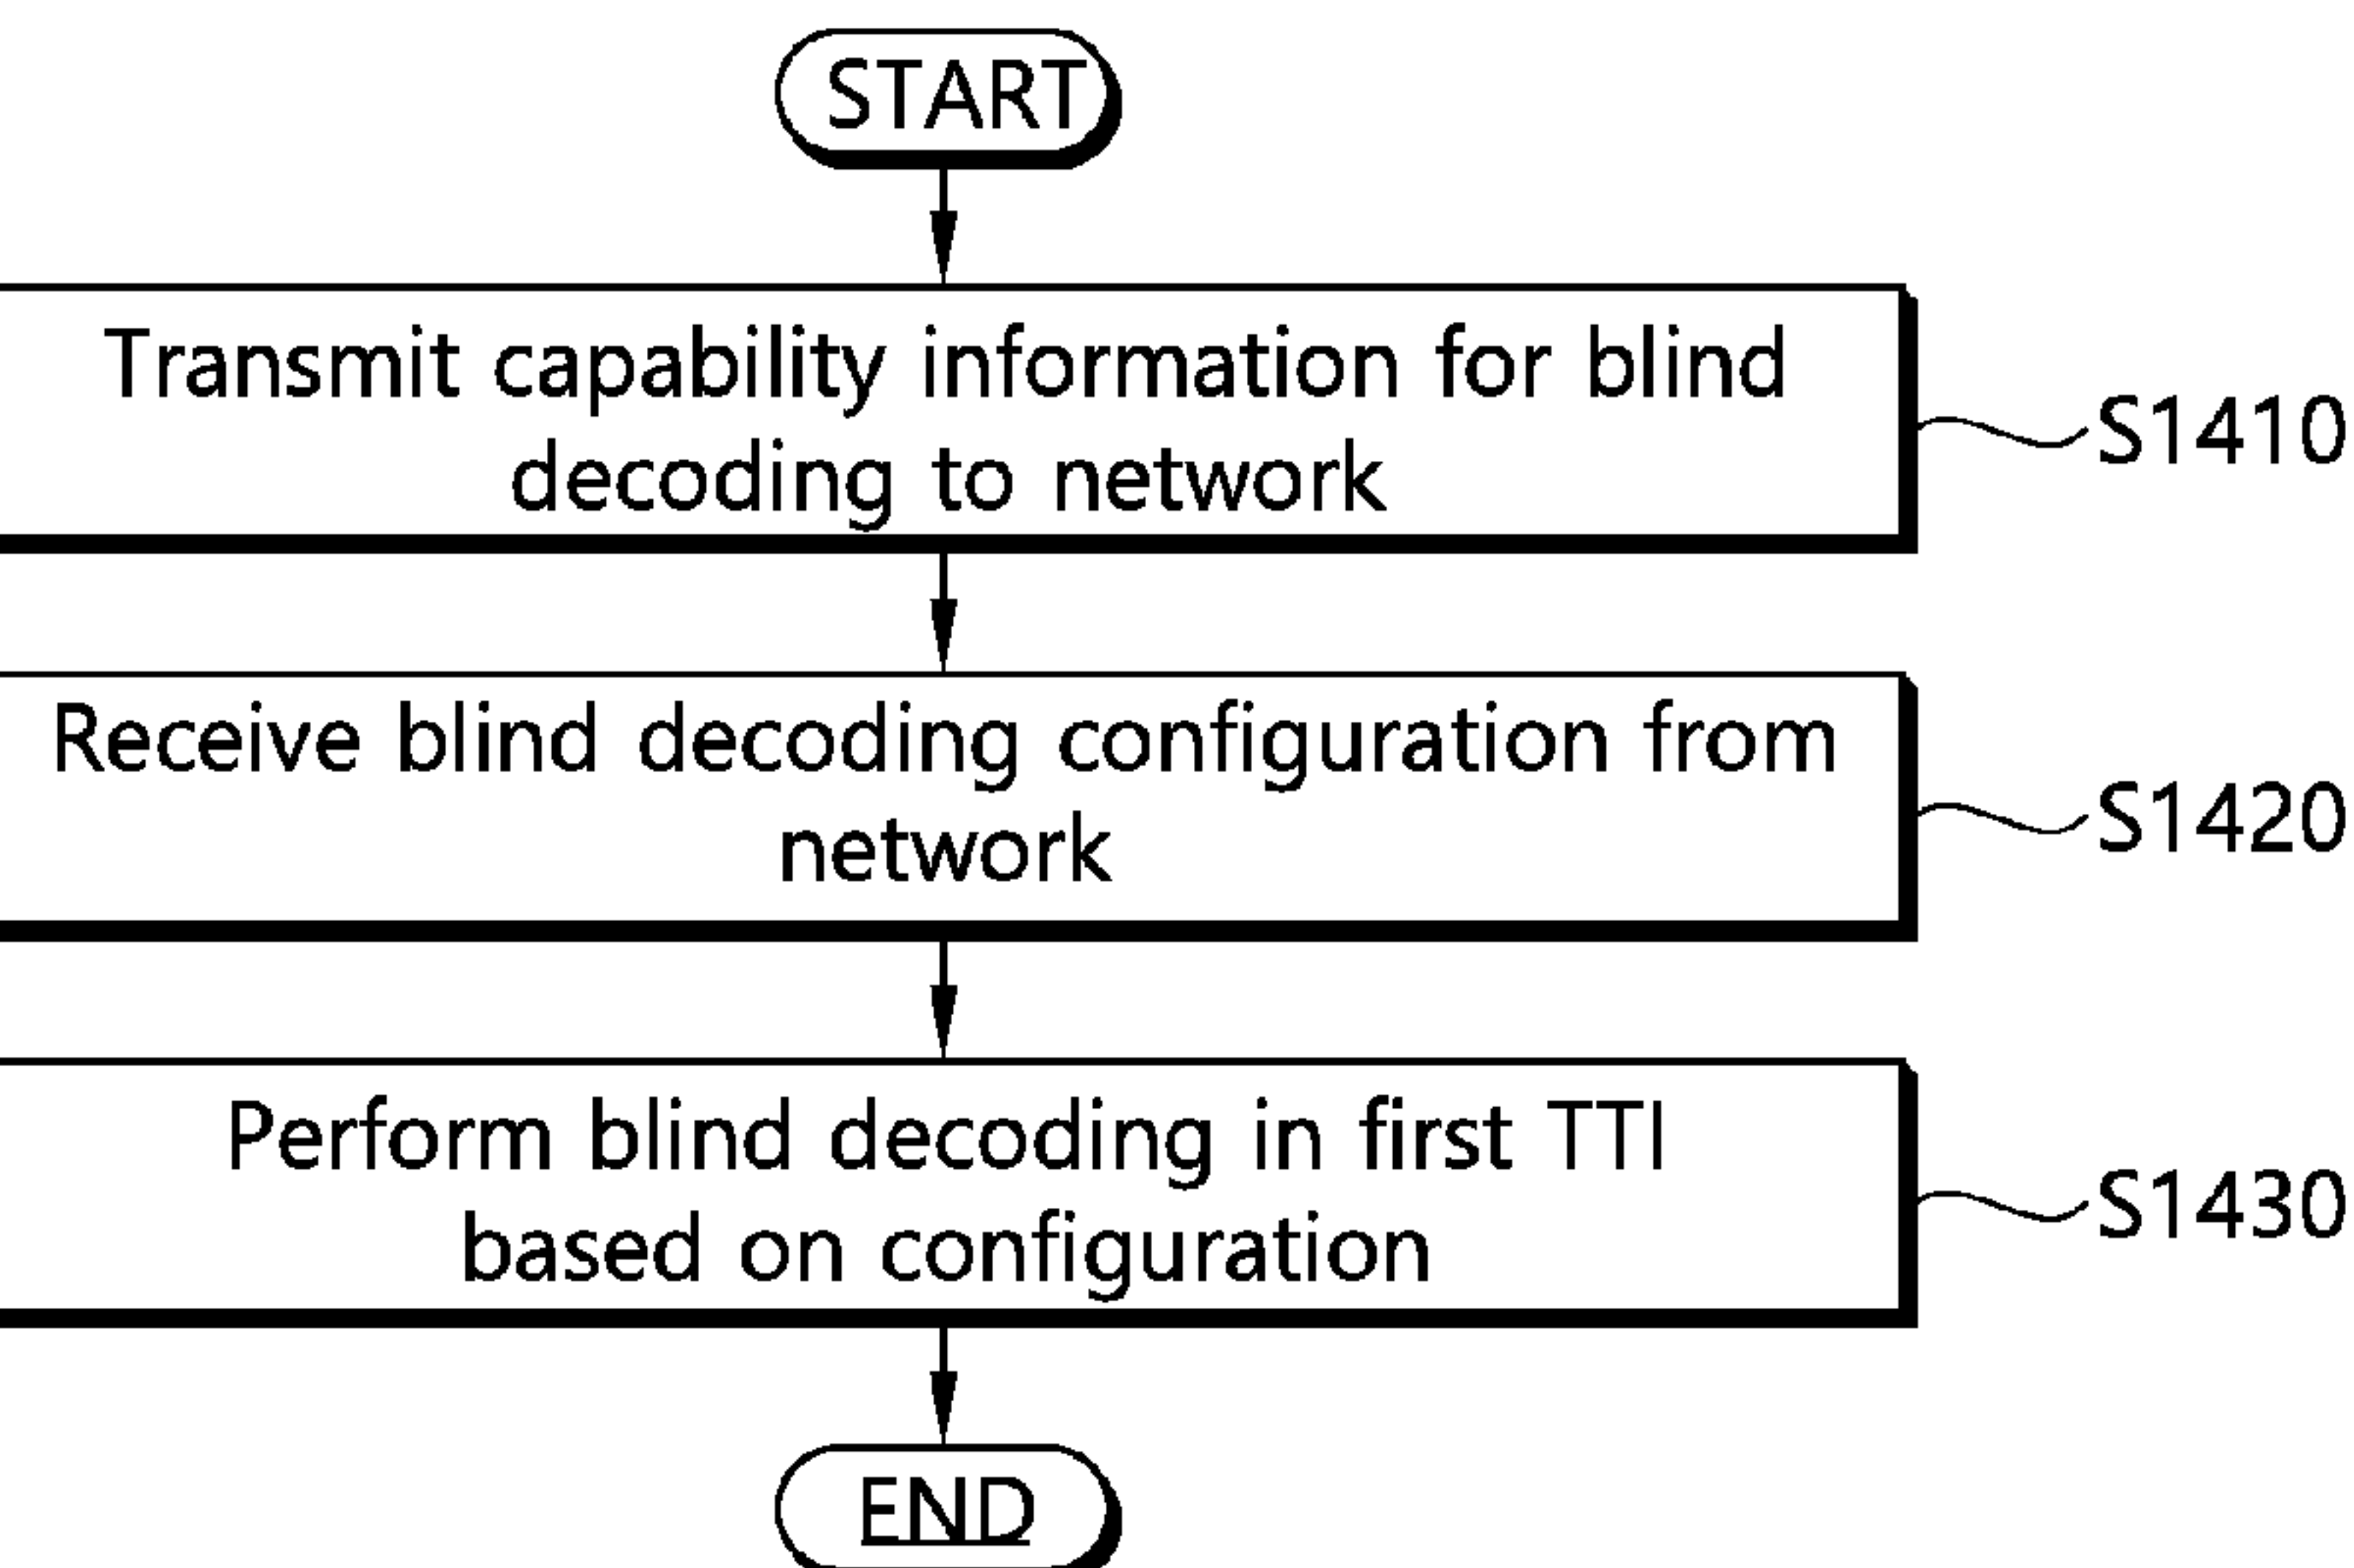 START
Transmit capability information for blind
decoding to network
S1410
Receive blind decoding configuration from
network
S1420
Perform blind decoding in first TTI
based on configuration
S1430
END